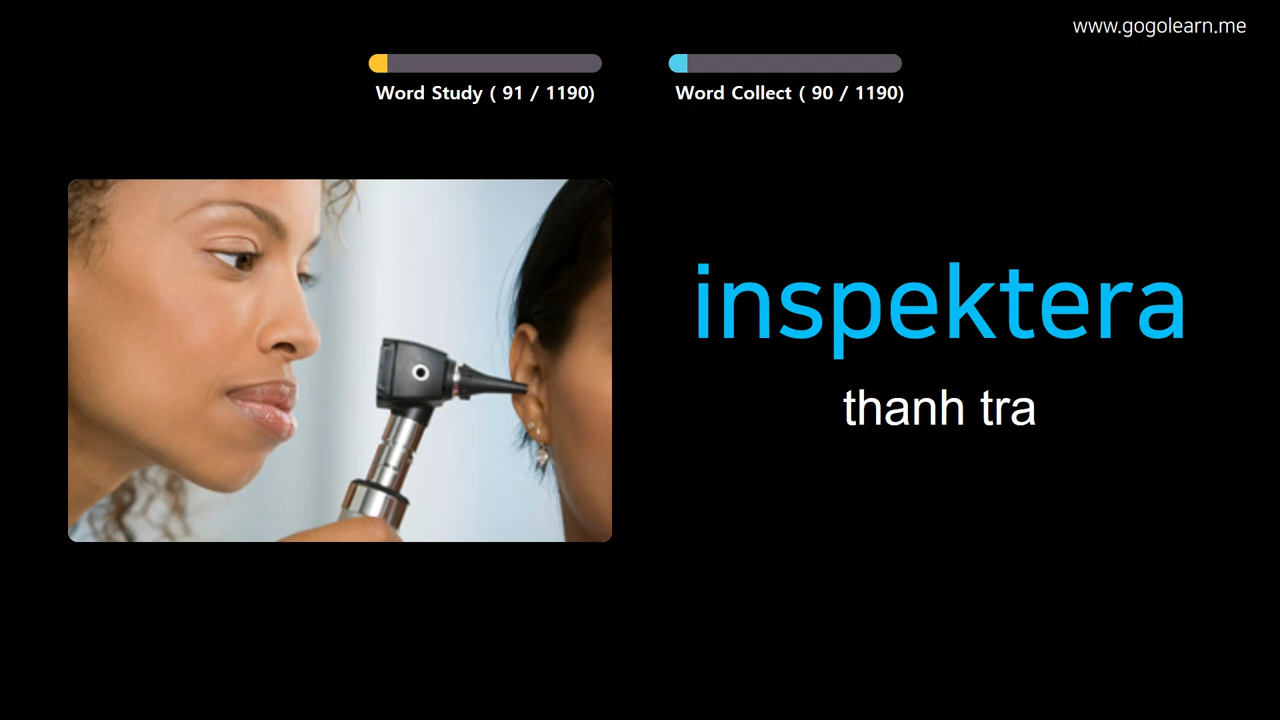 www.gogolearn.me
Word Study ( 91 / 1190)
Word Collect ( 90 / 1190)
inspektera
thanh tra